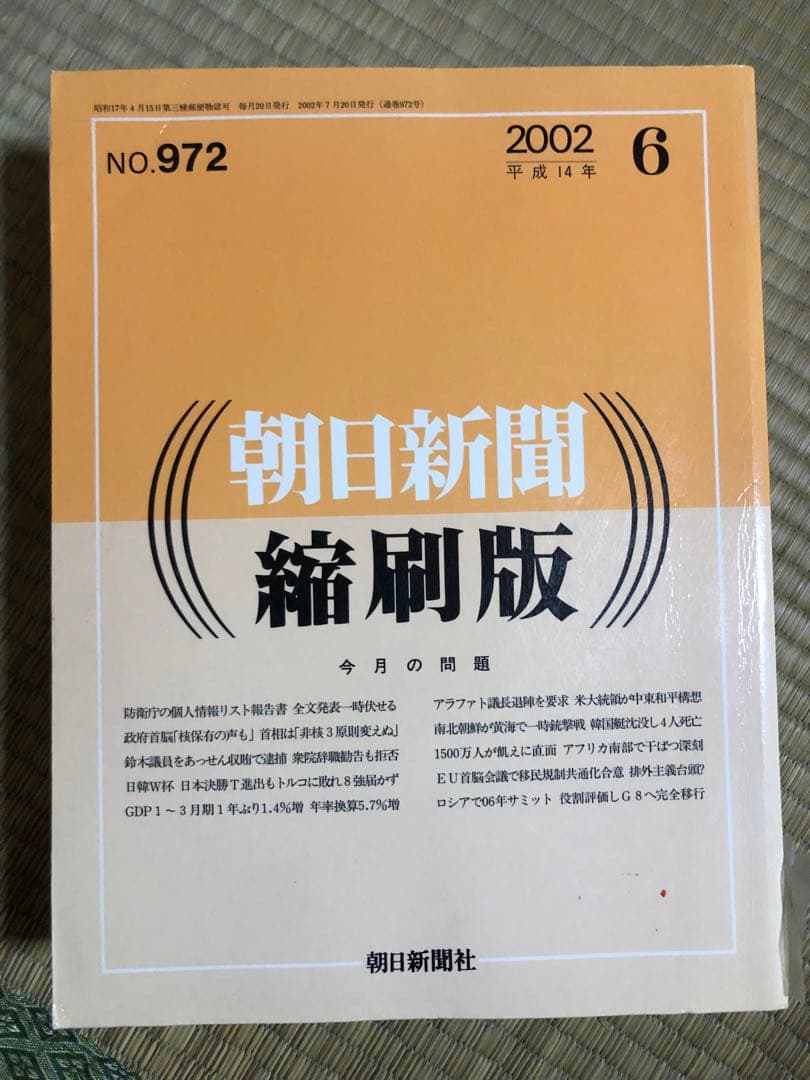 昭和17年4月15日第三種郵便物認可 毎月20日発行 2002年7月20日発行(通巻972号)
NO.972
2002 6
平成14年
朝日新聞
縮刷版
今月の問題
防衛庁の個人情報リスト報告書 全文発表一時伏せる
政府首脳「核保有の声も」 首相は「非核3原則変えぬ」
鈴木議員をあっせん収賄で逮捕 衆院辞職勧告も拒否
日韓W杯 日本決勝T進出もトルコに敗れ8強届かず
GDP1～3月期1年ぶり1.4%増 年率換算5.7%増
アラファト議長退陣を要求 米大統領が中東和平構想
南北朝鮮が黄海で一時銃撃戦 韓国艇沈没し4人死亡
1500万人が飢えに直面 アフリカ南部で干ばつ深刻
EU首脳会議で移民規制共通化合意 排外主義台頭?
ロシアで06年サミット 役割評価しG8へ完全移行
朝日新聞社